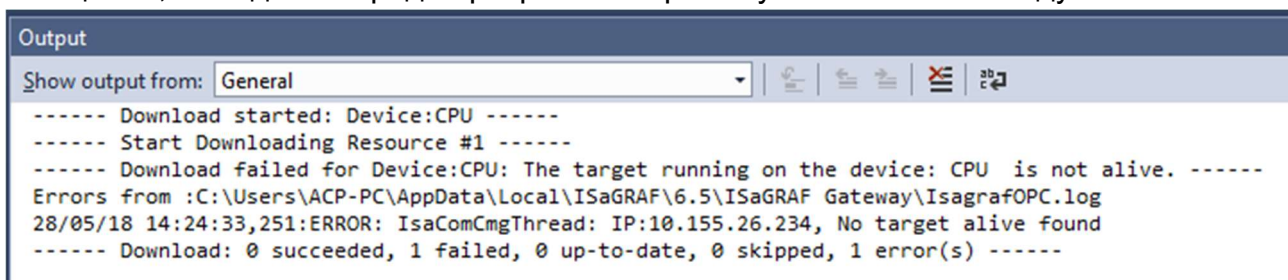 Output
Show output from: General
------ Download started: Device:CPU ------
------ Start Downloading Resource #1 ------
------ Download failed for Device:CPU: The target running on the device: CPU  is not alive. ------
Errors from :C:\Users\ACP-PC\AppData\Local\ISaGRAF\6.5\ISaGRAF Gateway\IsagrafOPC.log
28/05/18 14:24:33,251:ERROR: IsaComCmgThread: IP:10.155.26.234, No target alive found
------ Download: 0 succeeded, 1 failed, 0 up-to-date, 0 skipped, 1 error(s) ------